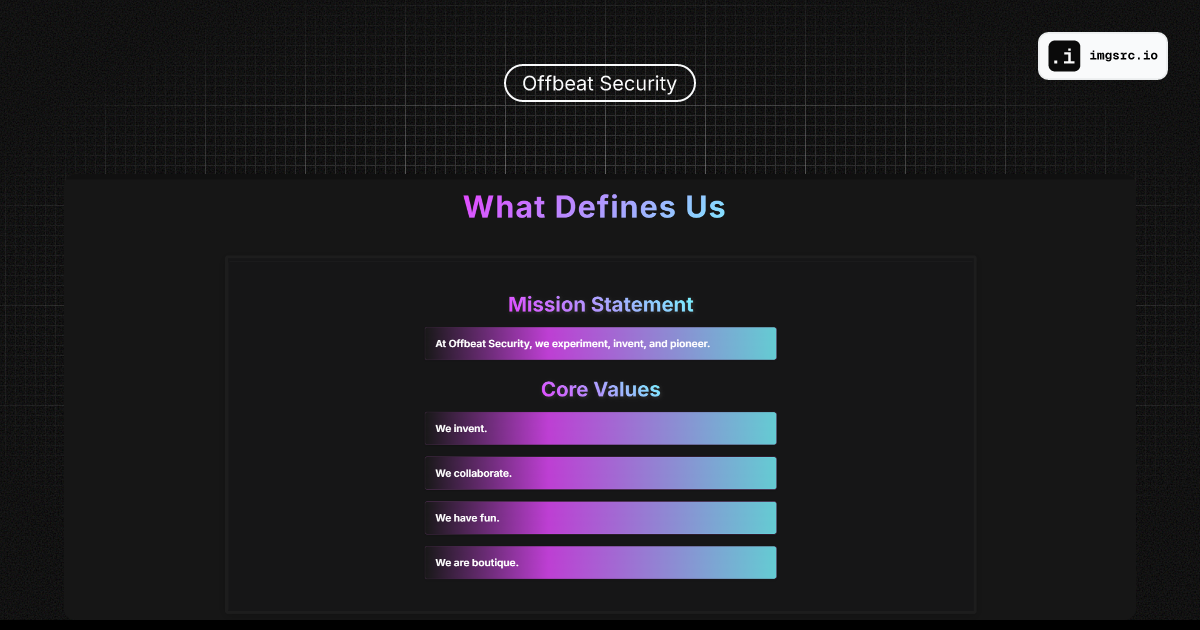 Offbeat Security
.i imgsrc.io
What Defines Us
Mission Statement
At Offbeat Security, we experiment, invent, and pioneer.
Core Values
We invent.
We collaborate.
We have fun.
We are boutique.